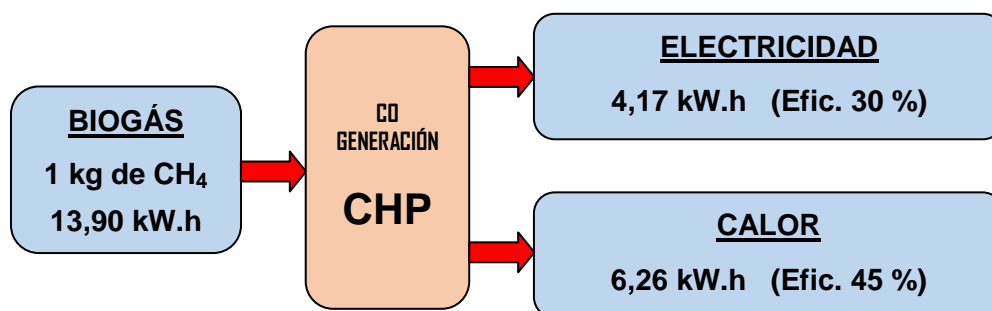 BIOGÁS
1 kg de CH₄
13,90 kW.h
CO
GENERACIÓN
CHP
ELECTRICIDAD
4,17 kW.h (Efic. 30 %)
CALOR
6,26 kW.h (Efic. 45 %)